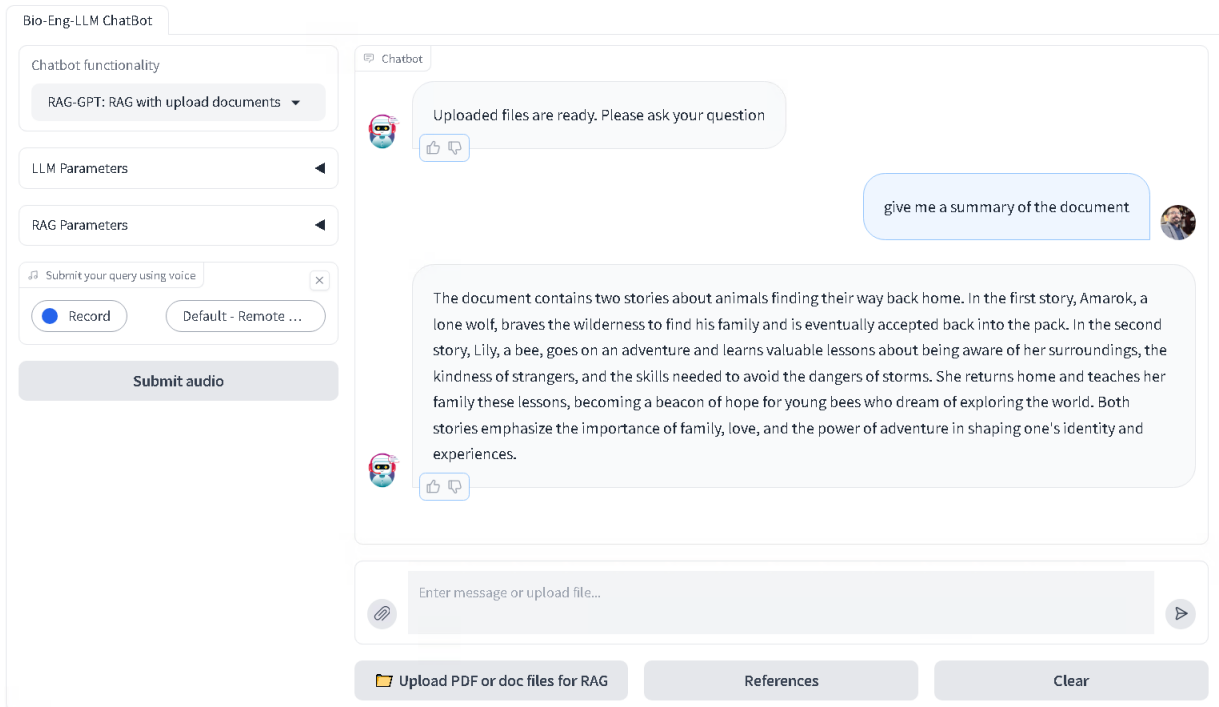 Bio-Eng-LLM ChatBot
Chatbot functionality
RAG-GPT: RAG with upload documents
LLM Parameters
RAG Parameters
Submit your query using voice
Record
Default - Remote ...
Submit audio
Chatbot
Uploaded files are ready. Please ask your question
give me a summary of the document
The document contains two stories about animals finding their way back home. In the first story, Amarok, a
lone wolf, braves the wilderness to find his family and is eventually accepted back into the pack. In the second
story, Lily, a bee, goes on an adventure and learns valuable lessons about being aware of her surroundings, the
kindness of strangers, and the skills needed to avoid the dangers of storms. She returns home and teaches her
family these lessons, becoming a beacon of hope for young bees who dream of exploring the world. Both
stories emphasize the importance of family, love, and the power of adventure in shaping one's identity and
experiences.
Enter message or upload file...
Upload PDF or doc files for RAG
References
Clear